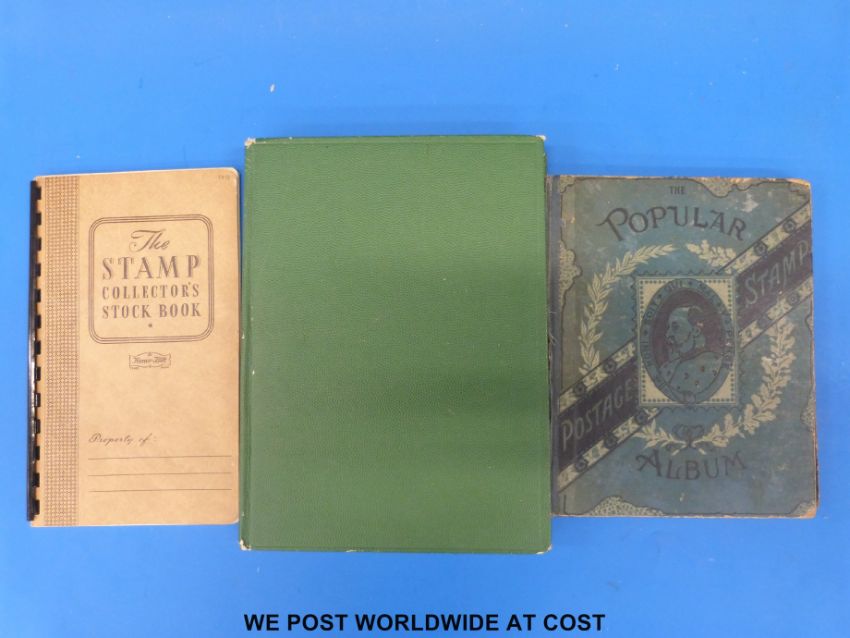 The
STAMP
COLLECTOR'S
STOCK BOOK
Property of:
THE
POPULAR
POSTAGE STAMP
ALBUM
WE POST WORLDWIDE AT COST